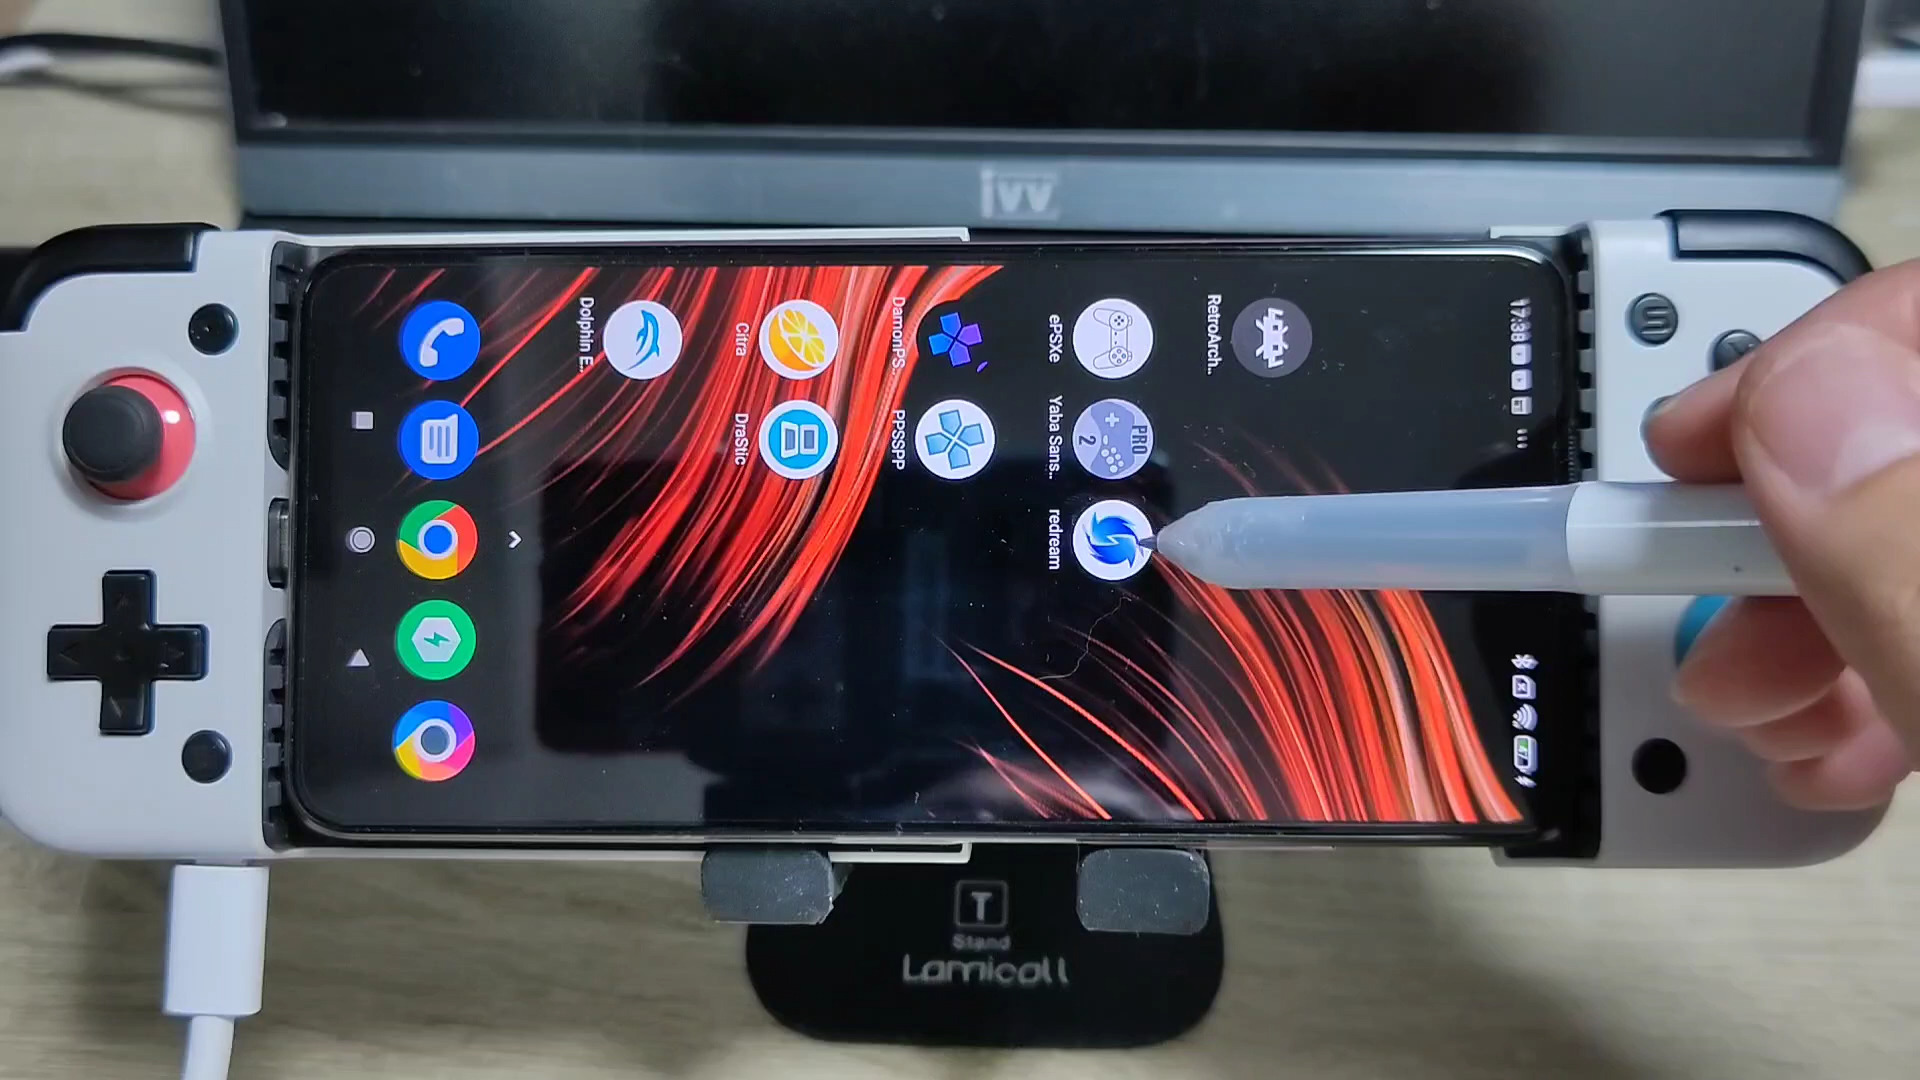 ivv
17:38
RetroArch..
ePSXe
Yaba Sans..
redream
DamonPS..
PPSSPP
Citra
DraStic
Dolphin E..
PRO
2
T
Stand
Lamicall